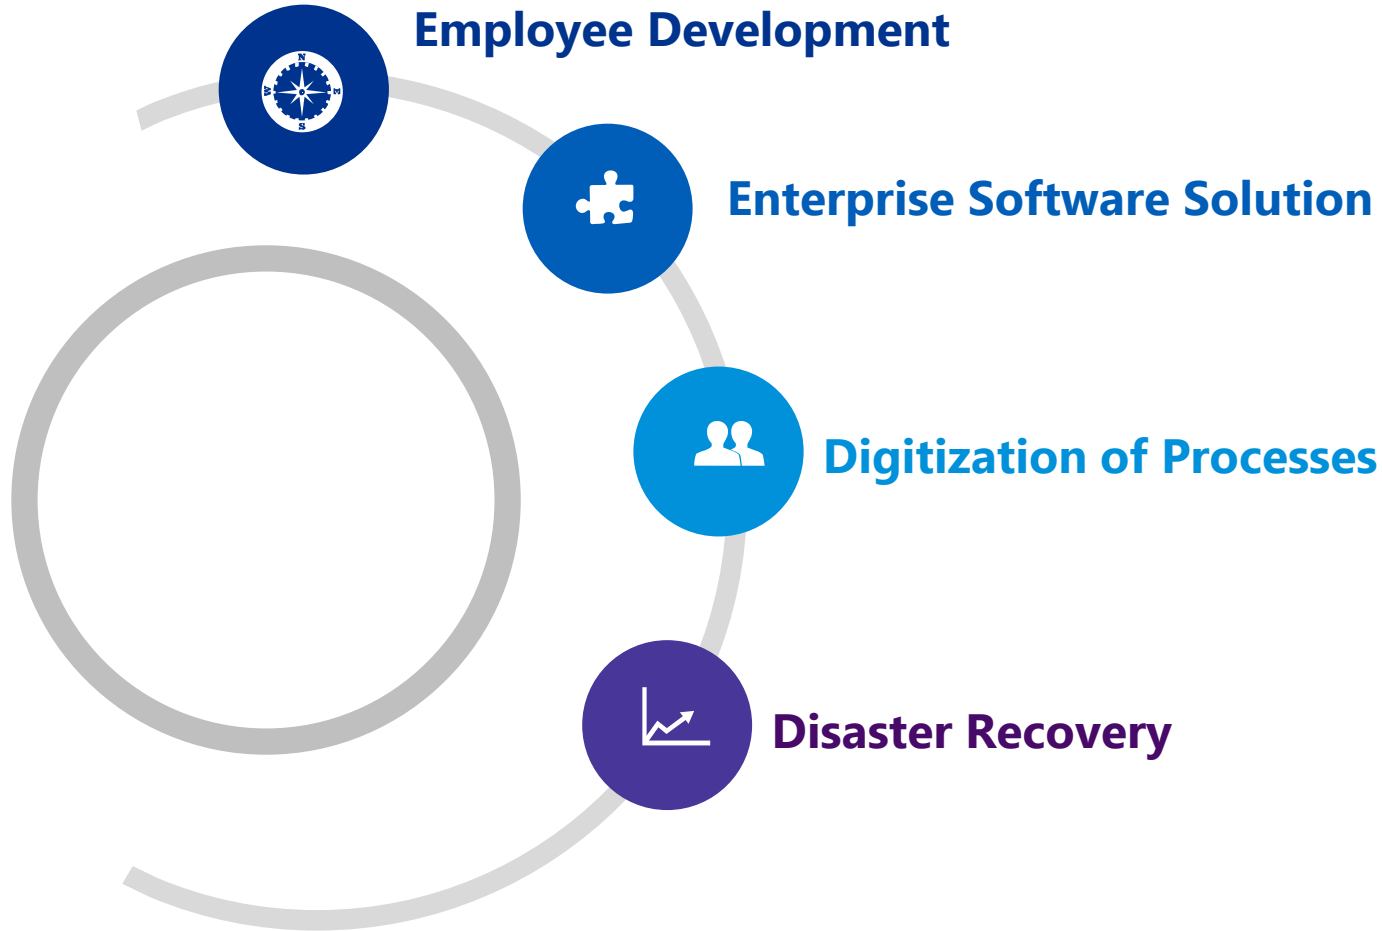 Employee Development
N
W
E
S
Enterprise Software Solution
Digitization of Processes
Disaster Recovery